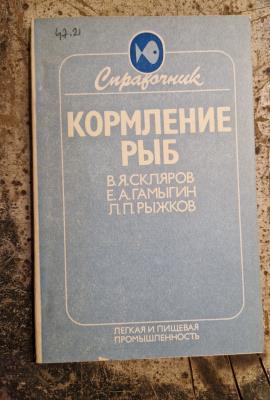 47.21
Справочник
КОРМЛЕНИЕ
РЫБ
В.Я.СКЛЯРОВ
Е.А.ГАМЫГИН
Л.П.РЫЖКОВ
ЛЕГКАЯ И ПИЩЕВАЯ
ПРОМЫШЛЕННОСТЬ